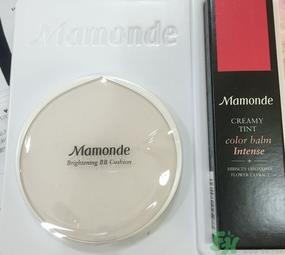 Mamonde
Mamonde
Brightening BB Cushion
Mamonde
CREAMY
TINT
color balm
Intense